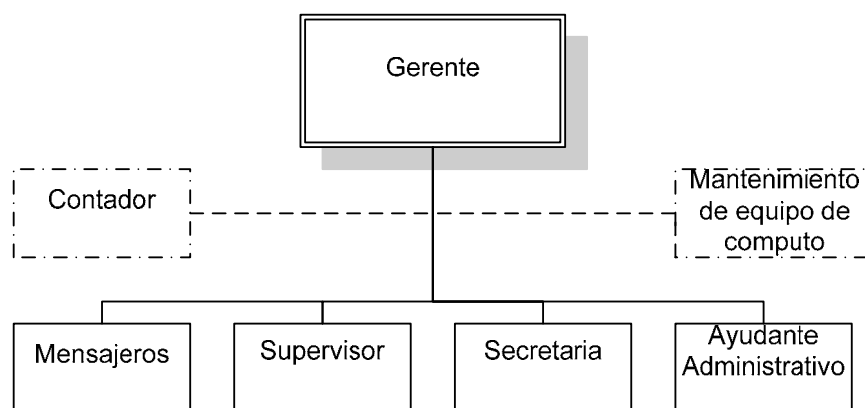 Gerente
Contador
Mantenimiento
de equipo de
computo
Mensajeros
Supervisor
Secretaria
Ayudante
Administrativo